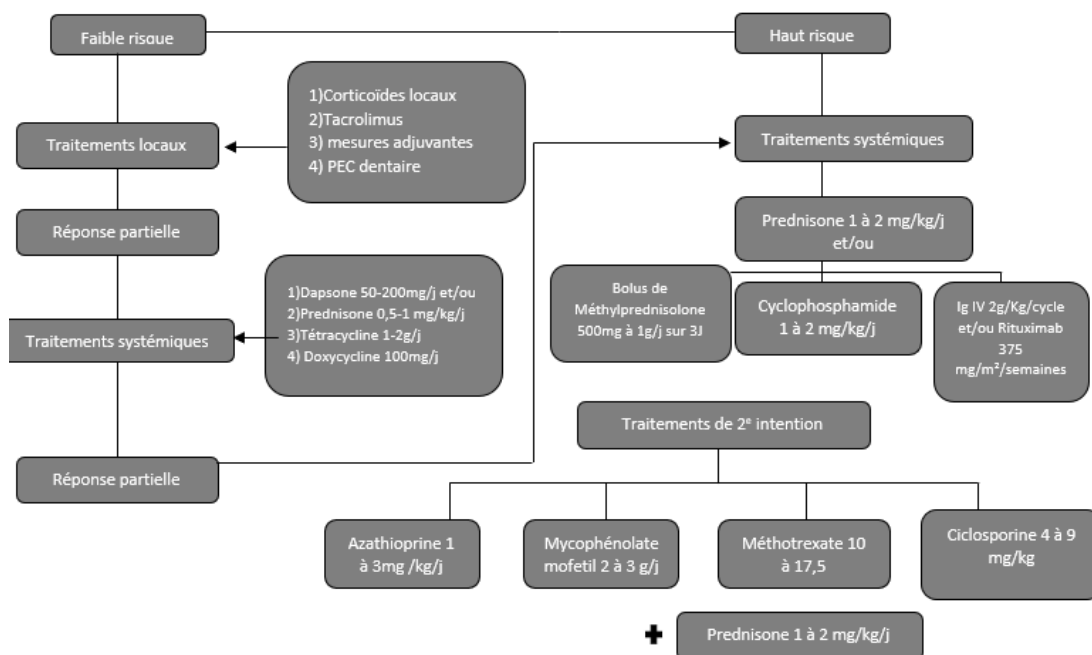 Faible risque
Haut risque
1)Corticoïdes locaux
2)Tacrolimus
3) mesures adjuvantes
4) PEC dentaire
Traitements locaux
Traitements systémiques
Réponse partielle
Prednisone 1 à 2 mg/kg/j
et/ou
1)Dapsone 50-200mg/j et/ou
2)Prednisone 0,5-1 mg/kg/j
3)Tétracycline 1-2g/j
4) Doxycycline 100mg/j
Traitements systémiques
Bolus de
Méthylprednisolone
500mg à 1g/j sur 3J
Cyclophosphamide
1 à 2 mg/kg/j
Ig IV 2g/Kg/cycle
et/ou Rituximab
375
mg/m²/semaines
Traitements de 2e intention
Réponse partielle
Azathioprine 1
à 3mg /kg/j
Mycophénolate
mofetil 2 à 3 g/j
Méthotrexate 10
à 17,5
Ciclosporine 4 à 9
mg/kg
+ Prednisone 1 à 2 mg/kg/j